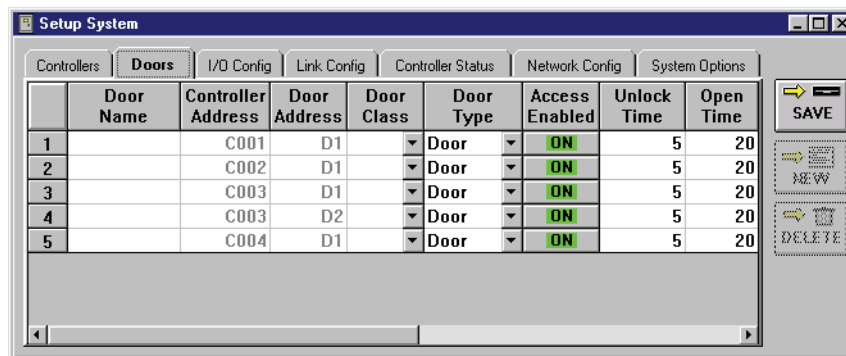 Setup System
Controllers Doors I/O Config Link Config Controller Status Network Config System Options
Door Name Controller Address Door Address Door Class Door Type Access Enabled Unlock Time Open Time
1 C001 D1 Door ON 5 20
2 C002 D1 Door ON 5 20
3 C003 D1 Door ON 5 20
4 C003 D2 Door ON 5 20
5 C004 D1 Door ON 5 20
SAVE
NEW
DELETE